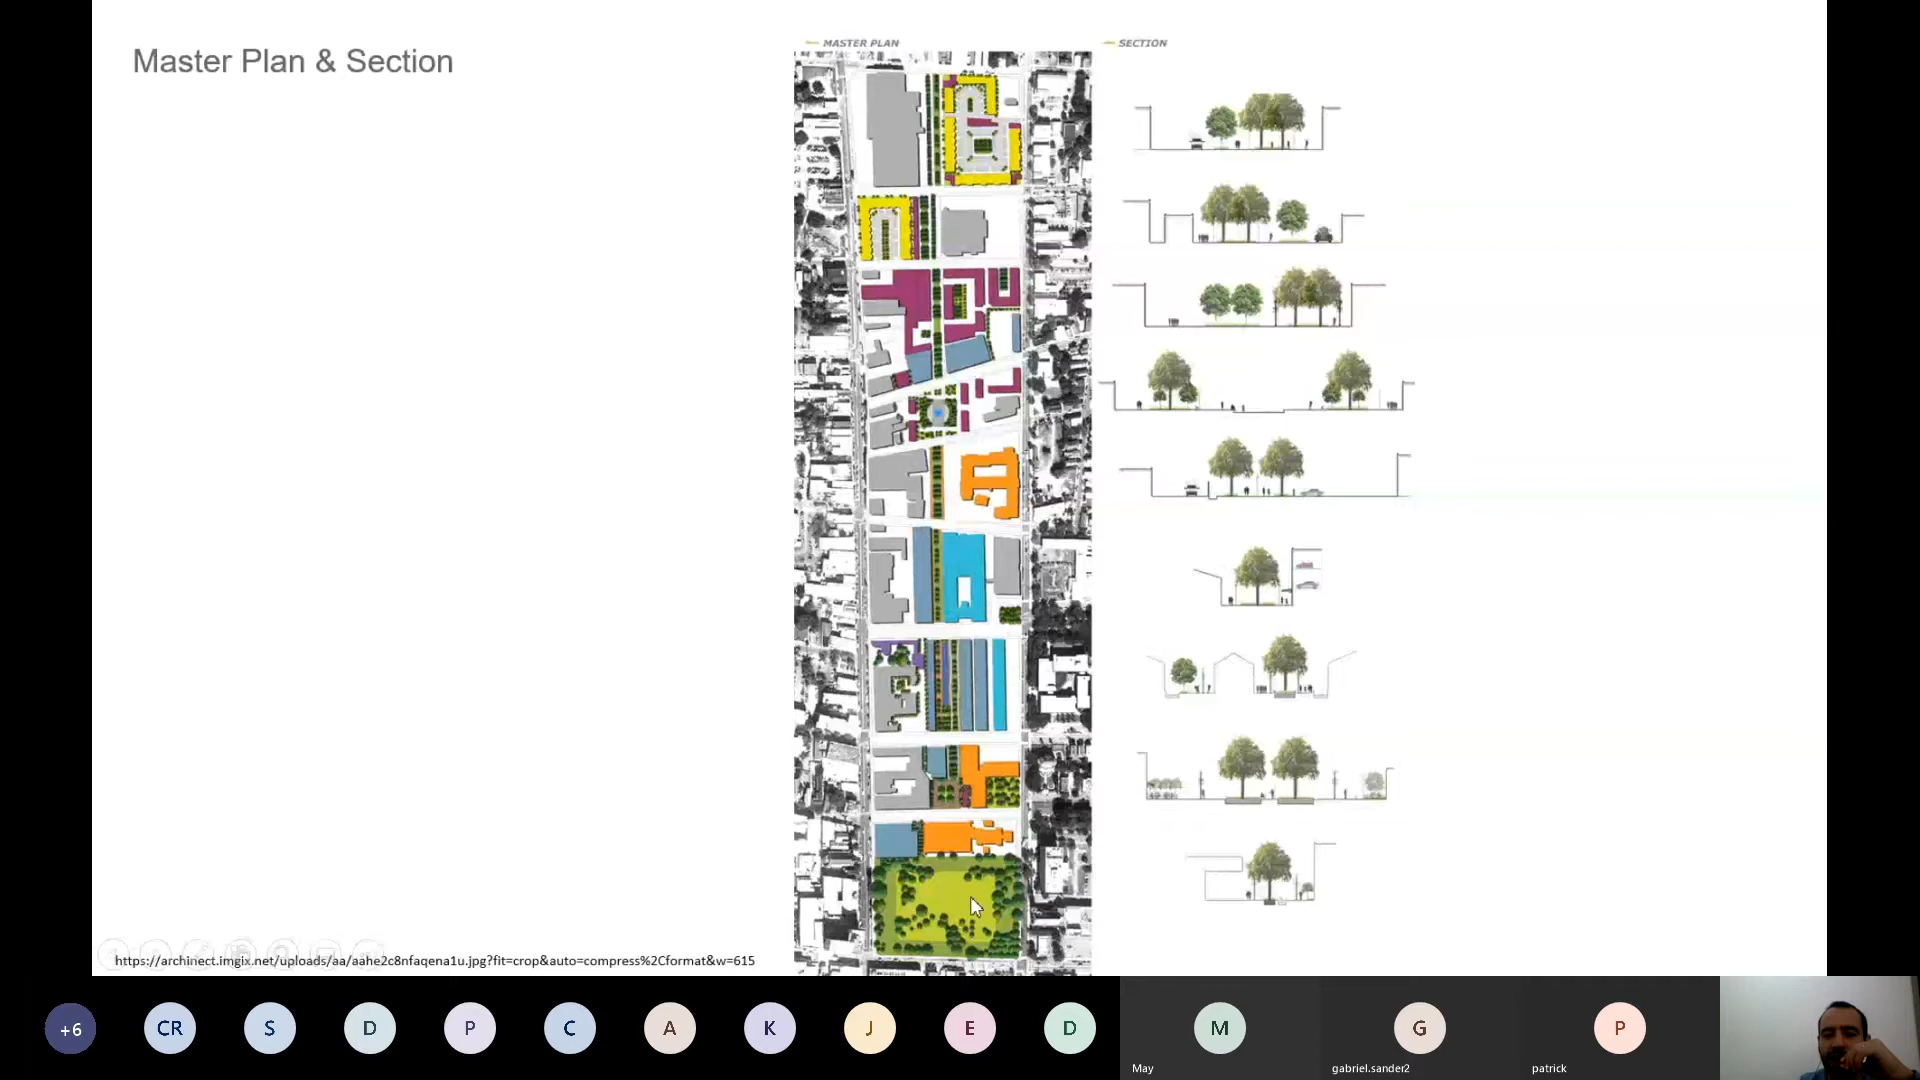 Master Plan & Section
MASTER PLAN
SECTION
https://archinect.imgix.net/uploads/aa/aahe2c8nfaqena1u.jpg?fit=crop&auto=compress%2Cformat&w=615
+6
CR
S
D
P
C
A
K
J
E
D
M
G
P
May
gabriel.sander2
patrick